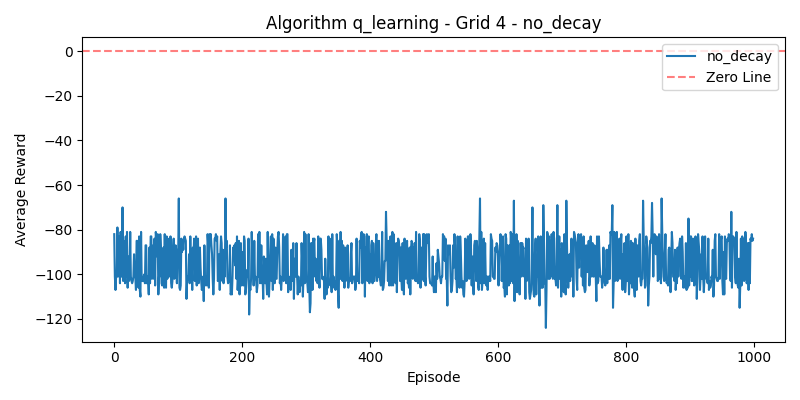 Algorithm q_learning - Grid 4 - no_decay
no_decay
Zero Line
Average Reward
0
−20
−40
−60
−80
−100
−120
0
200
400
600
800
1000
Episode